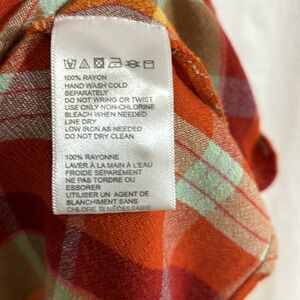 100% RAYON
HAND WASH COLD
SEPARATELY
DO NOT WRING OR TWIST
USE ONLY NON-CHLORINE
BLEACH WHEN NEEDED
LINE DRY
LOW IRON AS NEEDED
DO NOT DRY CLEAN
100% RAYONNE
LAVER À LA MAIN À L'EAU
FROIDE SÉPARÉMENT
NE PAS TORDRE OU
ESSORER
UTILISER UN AGENT DE
BLANCHIMENT SANS
CHLORE SI NÉCESSAIRE